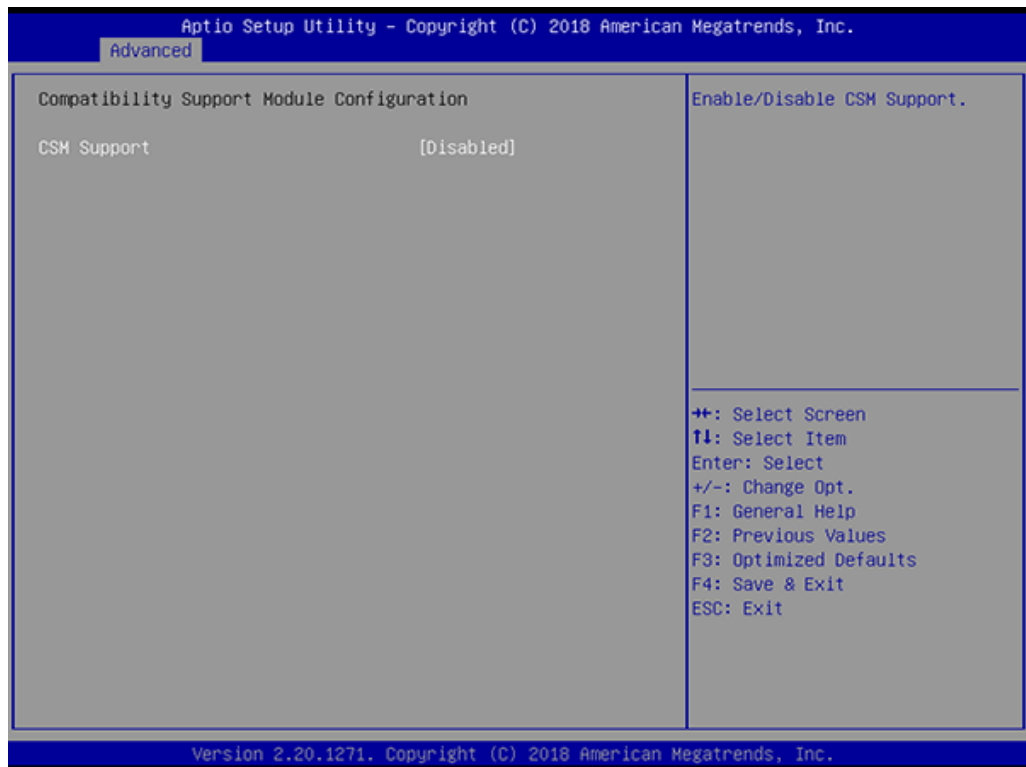 Aptio Setup Utility – Copyright (C) 2018 American Megatrends, Inc.
Advanced
Compatibility Support Module Configuration
CSM Support [Disabled]
Enable/Disable CSM Support.
→←: Select Screen
↑↓: Select Item
Enter: Select
+/-: Change Opt.
F1: General Help
F2: Previous Values
F3: Optimized Defaults
F4: Save & Exit
ESC: Exit
Version 2.20.1271. Copyright (C) 2018 American Megatrends, Inc.